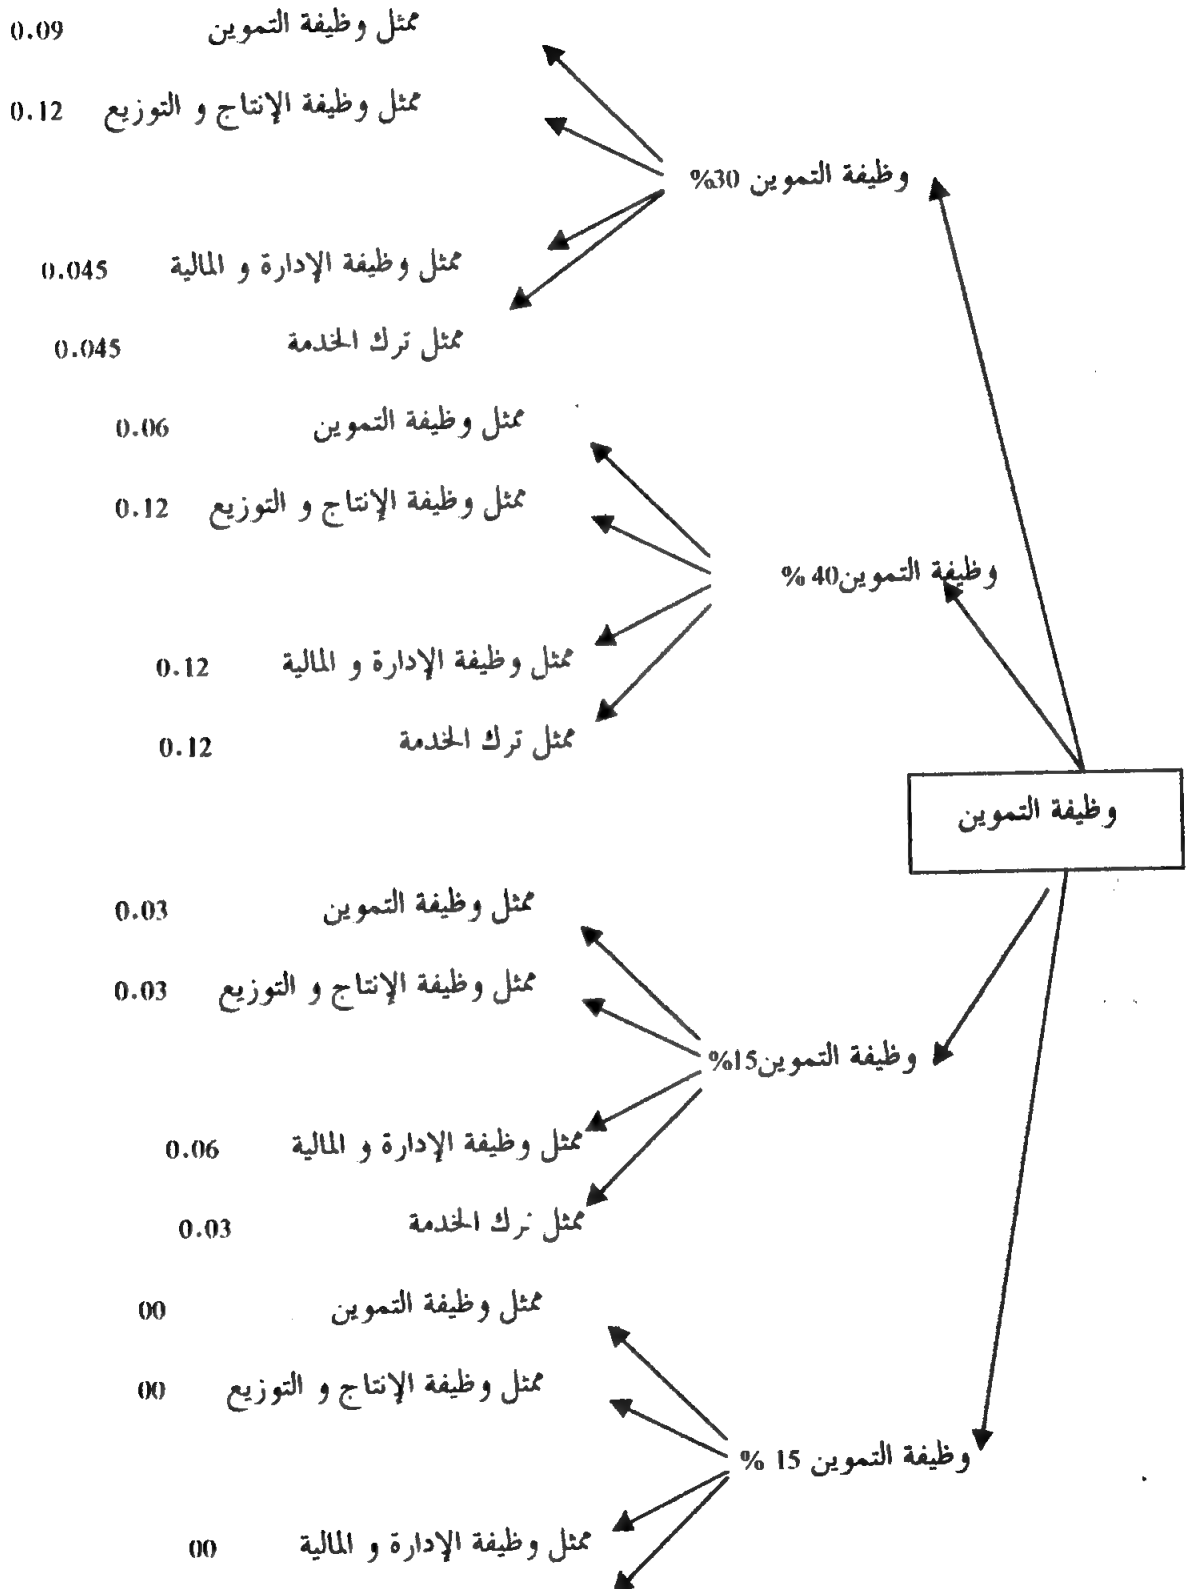 ممثل وظيفة التموين 0.09
ممثل وظيفة الإنتاج و التوزيع 0.12
وظيفة التموين 30%
ممثل وظيفة الإدارة و المالية 0.045
ممثل ترك الخدمة 0.045
ممثل وظيفة التموين 0.06
ممثل وظيفة الإنتاج و التوزيع 0.12
وظيفة التموين40 %
ممثل وظيفة الإدارة و المالية 0.12
ممثل ترك الخدمة 0.12
وظيفة التموين
ممثل وظيفة التموين 0.03
ممثل وظيفة الإنتاج و التوزيع 0.03
وظيفة التموين15%
ممثل وظيفة الإدارة و المالية 0.06
ممثل ترك الخدمة 0.03
ممثل وظيفة التموين 00
ممثل وظيفة الإنتاج و التوزيع 00
وظيفة التموين 15 %
ممثل وظيفة الإدارة و المالية 00